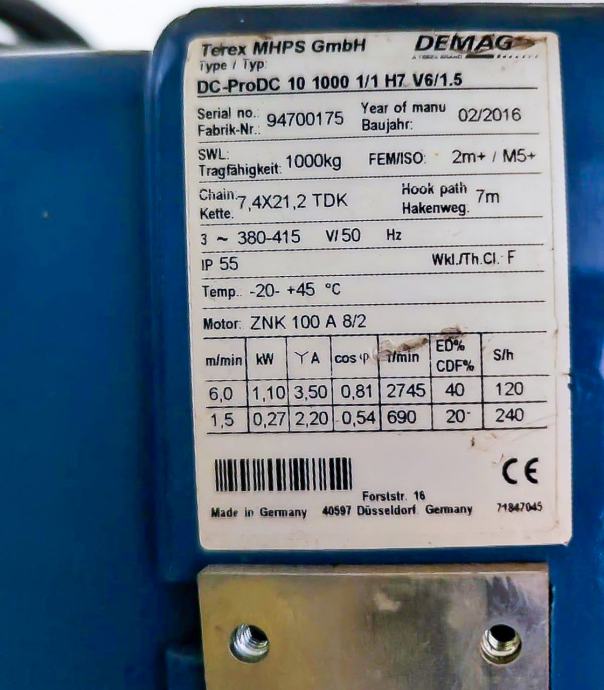 Terex MHPS GmbH DEMAG
Type / Typ: A TEREX BRAND
DC-ProDC 10 1000 1/1 H7 V6/1.5
Serial no.: 94700175 Year of manu 02/2016
Fabrik-Nr.: Baujahr:
SWL: 1000kg FEM/ISO: 2m+ / M5+
Tragfähigkeit:
Chain 7,4X21,2 TDK Hook path 7m
Kette. Hakenweg.
3 ~ 380-415 V/ 50 Hz
IP 55 Wkl./Th.Cl.: F
Temp.. -20- +45 °C
Motor: ZNK 100 A 8/2
m/min kW Y A cos φ r/min ED% CDF% S/h
6,0 1,10 3,50 0,81 2745 40 120
1,5 0,27 2,20 0,54 690 20 240
CE
Forststr. 16
Made in Germany 40597 Düsseldorf Germany 71847045